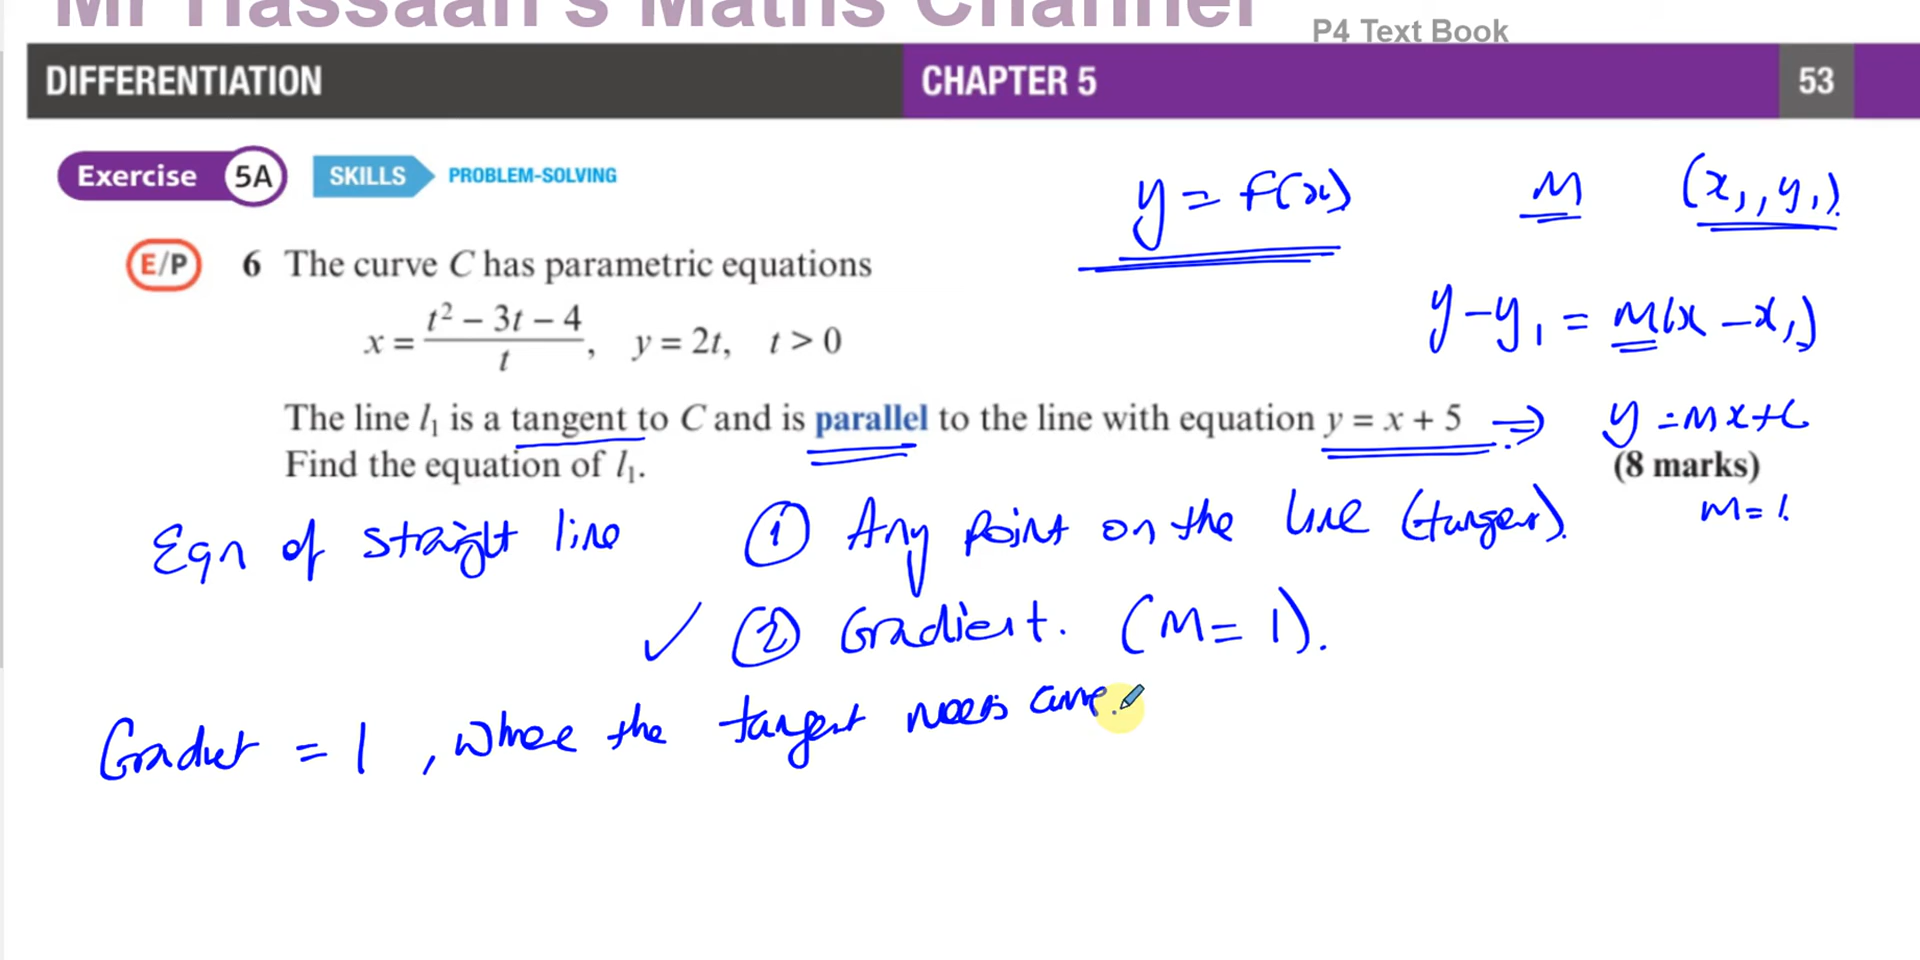 Mr Hassaan's Maths Channel
P4 Text Book
DIFFERENTIATION CHAPTER 5 53
Exercise 5A SKILLS PROBLEM-SOLVING
y = f(x) M (x₁, y₁)
E/P 6 The curve C has parametric equations
x = (t² – 3t – 4)/t, y = 2t, t > 0
y – y₁ = M(x – x₁)
The line l₁ is a tangent to C and is parallel to the line with equation y = x + 5 ⇒ y = mx + c
Find the equation of l₁. (8 marks)
m = 1.
Eqn of straight line ① Any point on the line (tangent).
✓ ② Gradient. (M = 1).
Gradient = 1, where the tangent meets curve.